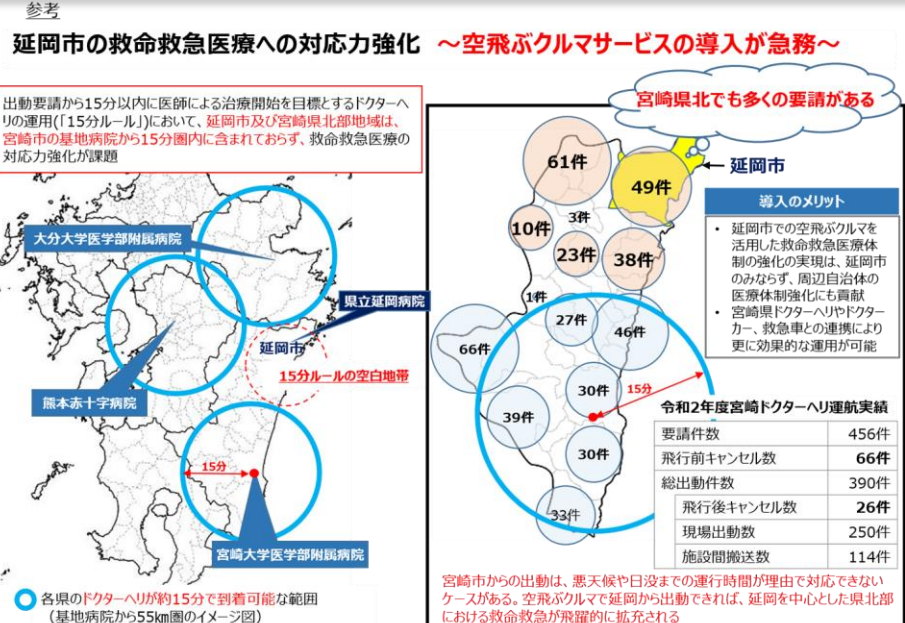 参考
延岡市の救命救急医療への対応力強化 ～空飛ぶクルマサービスの導入が急務～
出動要請から15分以内に医師による治療開始を目標とするドクターヘ
リの運用(「15分ルール」)において、延岡市及び宮崎県北部地域は、
宮崎市の基地病院から15分圏内に含まれておらず、救命救急医療の
対応力強化が課題
大分大学医学部附属病院
県立延岡病院
延岡市
15分ルールの空白地帯
熊本赤十字病院
15分
宮崎大学医学部附属病院
各県のドクターヘリが約15分で到着可能な範囲
(基地病院から55km圏のイメージ図)
宮崎県北でも多くの要請がある
61件
49件
延岡市
10件
3件
23件
38件
1件
27件
46件
66件
30件
15分
39件
30件
33件
導入のメリット
• 延岡市での空飛ぶクルマを
活用した救命救急医療体
制の強化の実現は、延岡市
のみならず、周辺自治体の
医療体制強化にも貢献
• 宮崎県ドクターヘリやドクター
カー、救急車との連携により
更に効果的な運用が可能
令和2年度宮崎ドクターヘリ運航実績
要請件数 456件
飛行前キャンセル数 66件
総出動件数 390件
飛行後キャンセル数 26件
現場出動数 250件
施設間搬送数 114件
宮崎市からの出動は、悪天候や日没までの運行時間が理由で対応できない
ケースがある。空飛ぶクルマで延岡から出動できれば、延岡を中心とした県北部
における救命救急が飛躍的に拡充される